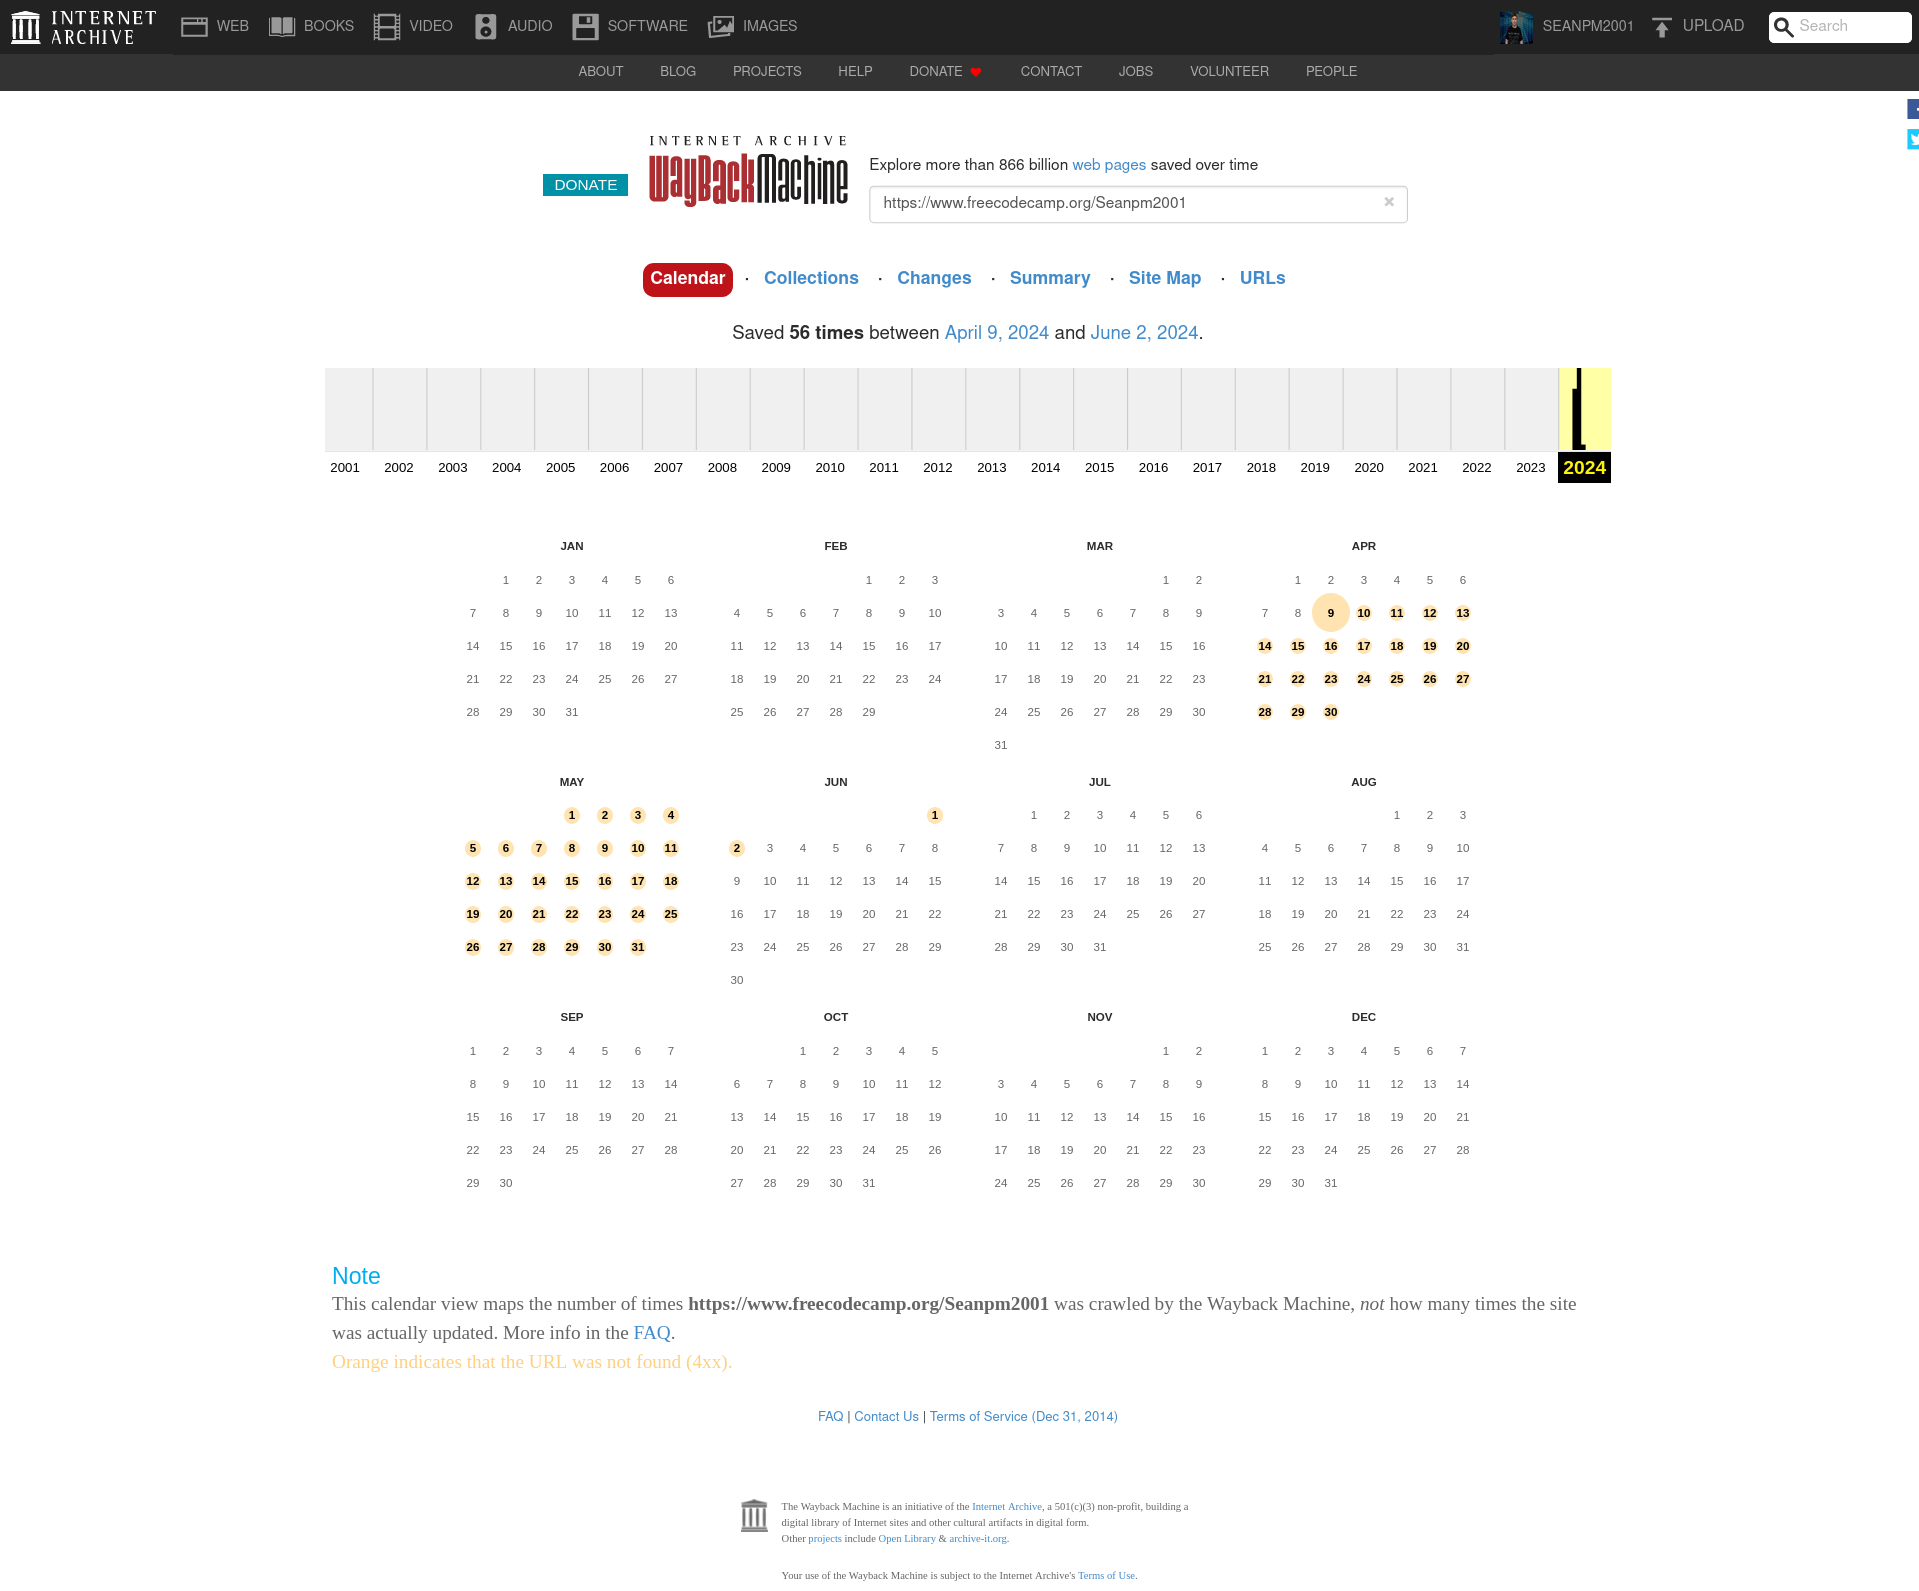 INTERNET ARCHIVE
WEB BOOKS VIDEO AUDIO SOFTWARE IMAGES SEANPM2001 UPLOAD Search
ABOUT BLOG PROJECTS HELP DONATE CONTACT JOBS VOLUNTEER PEOPLE
INTERNET ARCHIVE
DONATE WayBackMachine
Explore more than 866 billion web pages saved over time
https://www.freecodecamp.org/Seanpm2001 ×
Calendar · Collections · Changes · Summary · Site Map · URLs
Saved 56 times between April 9, 2024 and June 2, 2024.
2001 2002 2003 2004 2005 2006 2007 2008 2009 2010 2011 2012 2013 2014 2015 2016 2017 2018 2019 2020 2021 2022 2023 2024
JAN FEB MAR APR
1 2 3 4 5 6 1 2 3 1 2 1 2 3 4 5 6
7 8 9 10 11 12 13 4 5 6 7 8 9 10 3 4 5 6 7 8 9 7 8 9 10 11 12 13
14 15 16 17 18 19 20 11 12 13 14 15 16 17 10 11 12 13 14 15 16 14 15 16 17 18 19 20
21 22 23 24 25 26 27 18 19 20 21 22 23 24 17 18 19 20 21 22 23 21 22 23 24 25 26 27
28 29 30 31 25 26 27 28 29 24 25 26 27 28 29 30 28 29 30
31
MAY JUN JUL AUG
1 2 3 4 1 1 2 3 4 5 6 1 2 3
5 6 7 8 9 10 11 2 3 4 5 6 7 8 7 8 9 10 11 12 13 4 5 6 7 8 9 10
12 13 14 15 16 17 18 9 10 11 12 13 14 15 14 15 16 17 18 19 20 11 12 13 14 15 16 17
19 20 21 22 23 24 25 16 17 18 19 20 21 22 21 22 23 24 25 26 27 18 19 20 21 22 23 24
26 27 28 29 30 31 23 24 25 26 27 28 29 28 29 30 31 25 26 27 28 29 30 31
30
SEP OCT NOV DEC
1 2 3 4 5 6 7 1 2 3 4 5 1 2 1 2 3 4 5 6 7
8 9 10 11 12 13 14 6 7 8 9 10 11 12 3 4 5 6 7 8 9 8 9 10 11 12 13 14
15 16 17 18 19 20 21 13 14 15 16 17 18 19 10 11 12 13 14 15 16 15 16 17 18 19 20 21
22 23 24 25 26 27 28 20 21 22 23 24 25 26 17 18 19 20 21 22 23 22 23 24 25 26 27 28
29 30 27 28 29 30 31 24 25 26 27 28 29 30 29 30 31
Note
This calendar view maps the number of times https://www.freecodecamp.org/Seanpm2001 was crawled by the Wayback Machine, not how many times the site
was actually updated. More info in the FAQ.
Orange indicates that the URL was not found (4xx).
FAQ | Contact Us | Terms of Service (Dec 31, 2014)
The Wayback Machine is an initiative of the Internet Archive, a 501(c)(3) non-profit, building a
digital library of Internet sites and other cultural artifacts in digital form.
Other projects include Open Library & archive-it.org.
Your use of the Wayback Machine is subject to the Internet Archive's Terms of Use.